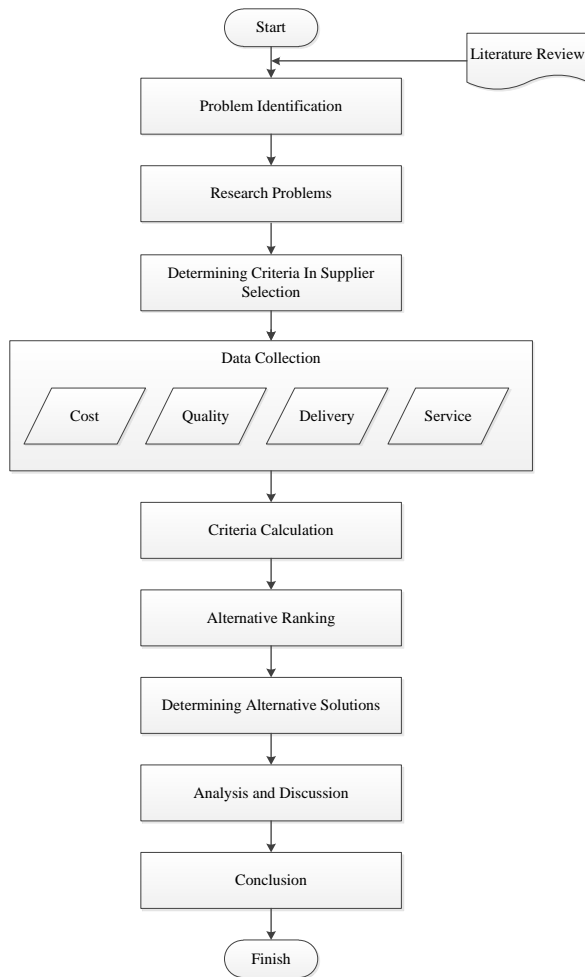 Start
Literature Review
Problem Identification
Research Problems
Determining Criteria In Supplier
Selection
Data Collection
Cost
Quality
Delivery
Service
Criteria Calculation
Alternative Ranking
Determining Alternative Solutions
Analysis and Discussion
Conclusion
Finish